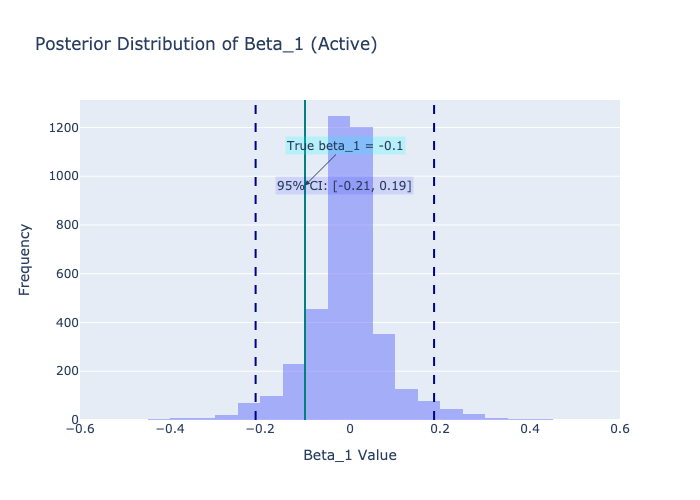 Posterior Distribution of Beta_1 (Active)
1200
1000
800
600
400
200
0
Frequency
True beta_1 = -0.1
95% CI: [-0.21, 0.19]
−0.6
−0.4
−0.2
0
0.2
0.4
0.6
Beta_1 Value